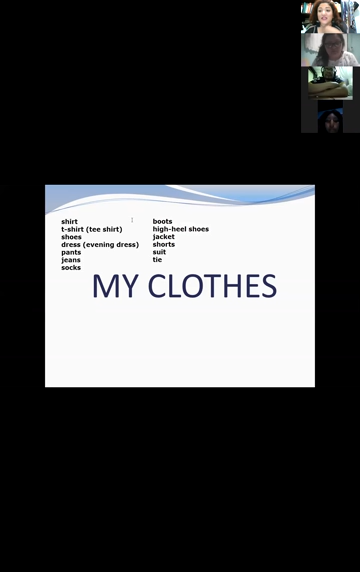 shirt
t-shirt (tee shirt)
shoes
dress (evening dress)
pants
jeans
socks
boots
high-heel shoes
jacket
shorts
suit
tie
MY CLOTHES